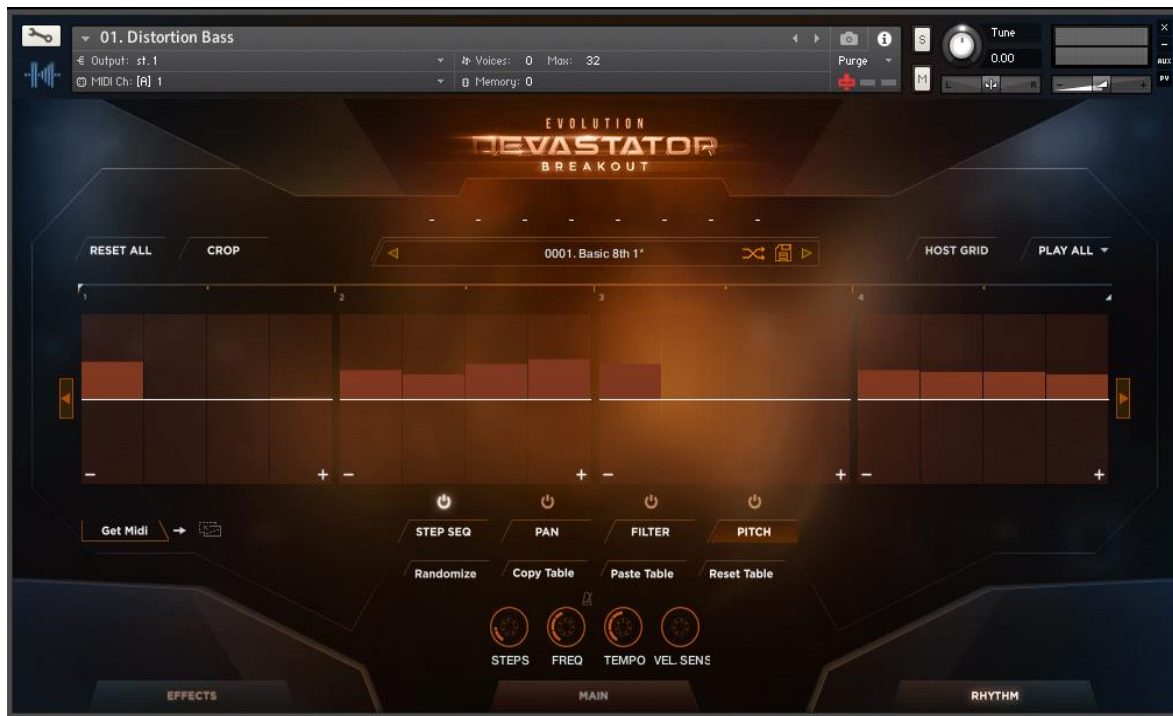 01. Distortion Bass
Output: st. 1
Voices: 0 Max: 32
Purge
MIDI Ch: [A] 1
Memory: 0
S
M
Tune
0.00
L R
- +
×
-
AUX
PV
EVOLUTION
DEVASTATOR
BREAKOUT
- - - - - - - -
RESET ALL
CROP
0001. Basic 8th 1*
HOST GRID
PLAY ALL
1 2 3 4
- + - + - + - +
Get Midi
STEP SEQ
PAN
FILTER
PITCH
Randomize
Copy Table
Paste Table
Reset Table
STEPS
FREQ
TEMPO
VEL. SENS
EFFECTS
MAIN
RHYTHM